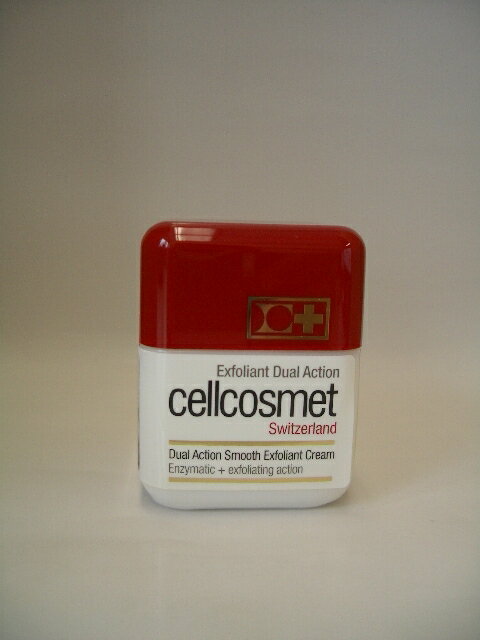 Exfoliant Dual Action
cellcosmet
Switzerland
Dual Action Smooth Exfoliant Cream
Enzymatic + exfoliating action